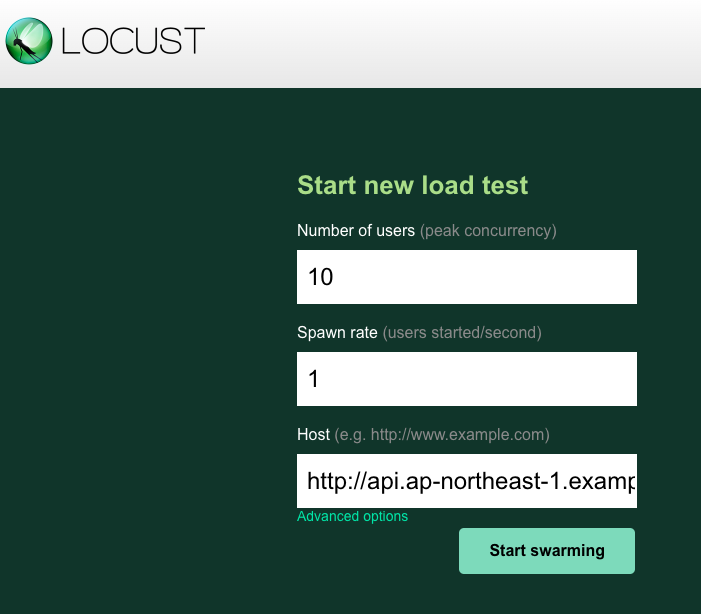 LOCUST
Start new load test
Number of users (peak concurrency)
10
Spawn rate (users started/second)
1
Host (e.g. http://www.example.com)
http://api.ap-northeast-1.examp
Advanced options
Start swarming